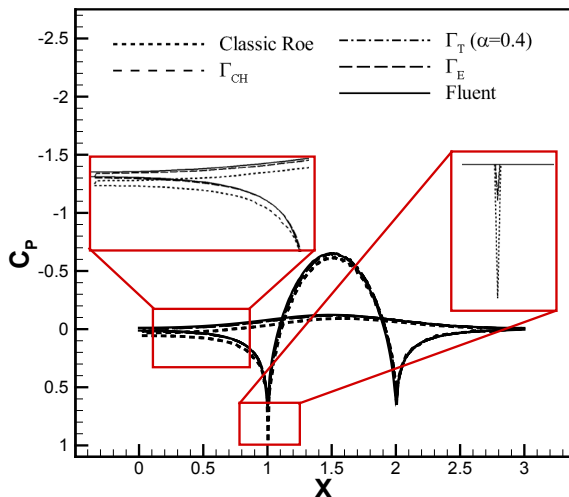 -2.5
-2
-1.5
-1
-0.5
0
0.5
1
C_P
Classic Roe
Γ_CH
Γ_T (α=0.4)
Γ_E
Fluent
0 0.5 1 1.5 2 2.5 3
X